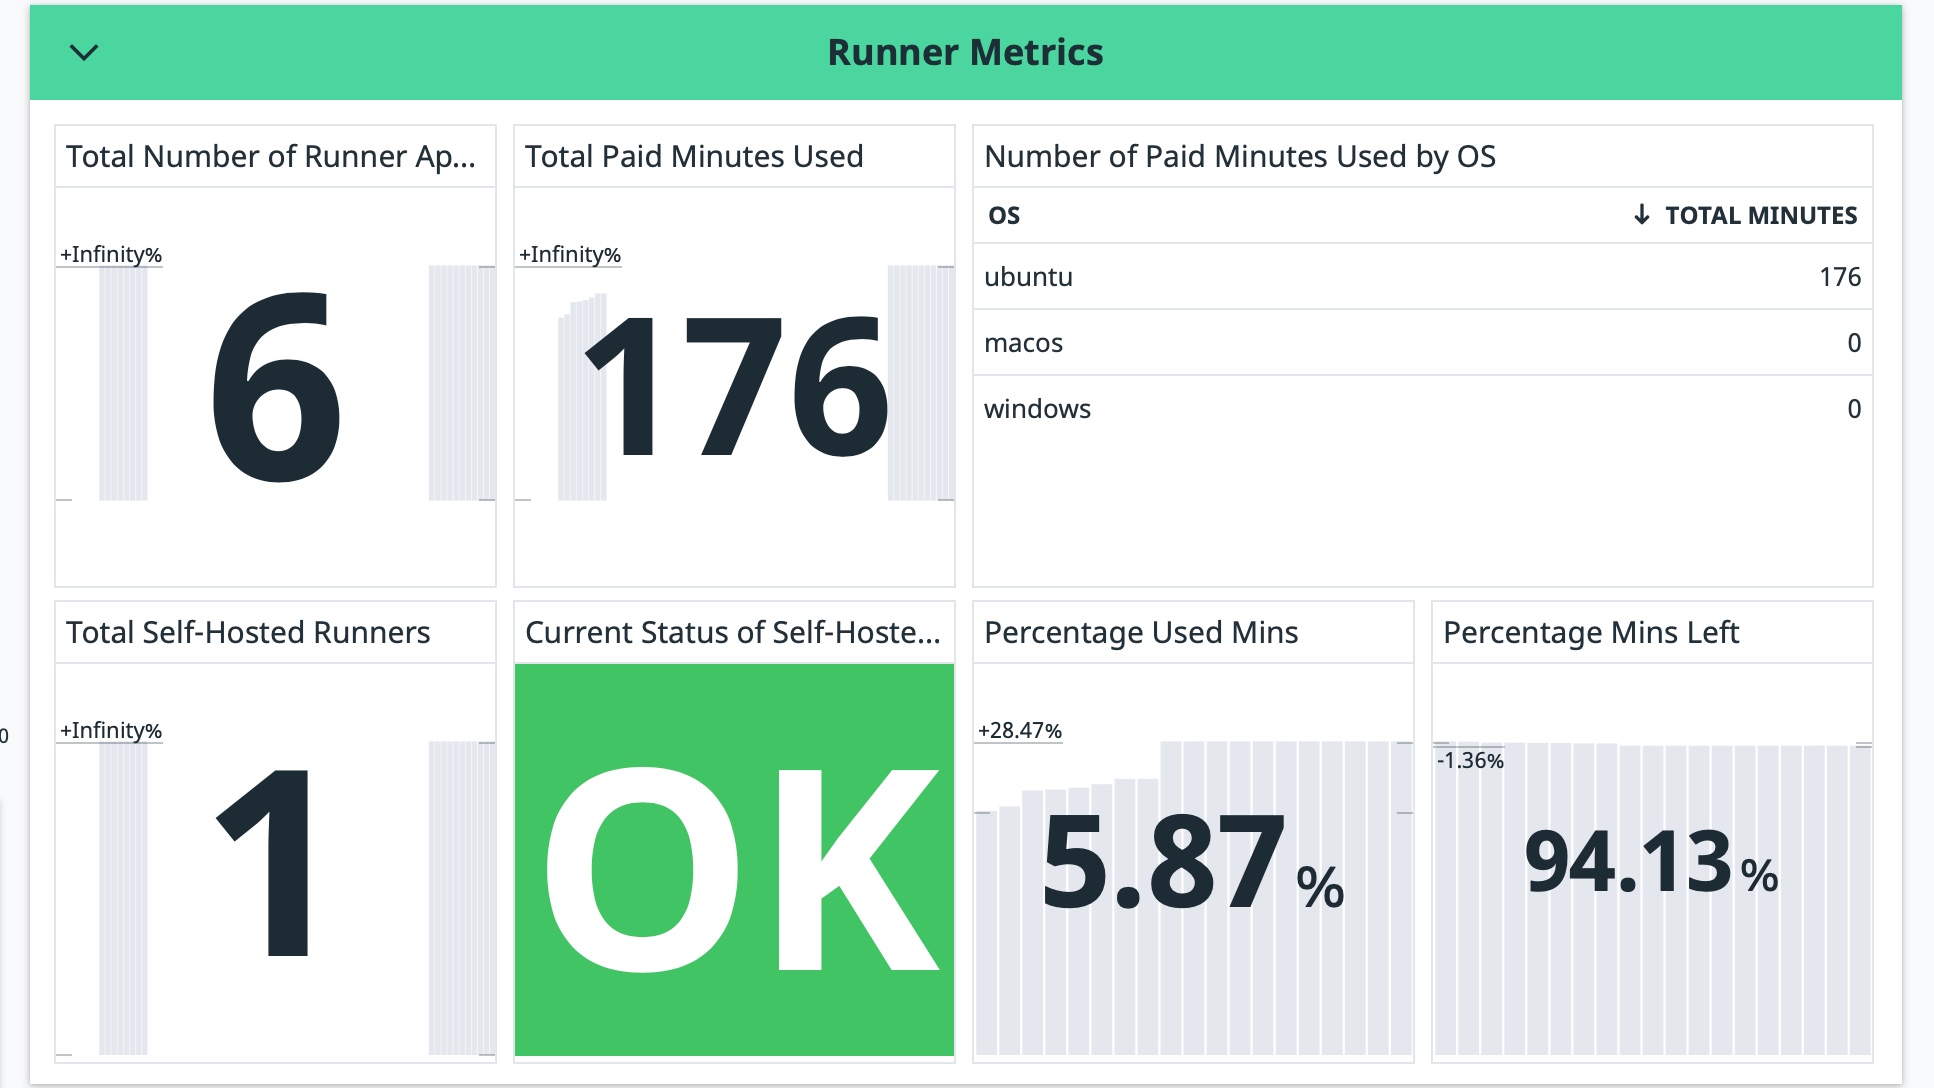 Runner Metrics
Total Number of Runner Ap...
+Infinity%
6
Total Paid Minutes Used
+Infinity%
176
Number of Paid Minutes Used by OS
OS ↓ TOTAL MINUTES
ubuntu 176
macos 0
windows 0
Total Self-Hosted Runners
+Infinity%
1
Current Status of Self-Hoste...
OK
Percentage Used Mins
+28.47%
5.87%
Percentage Mins Left
-1.36%
94.13%
0